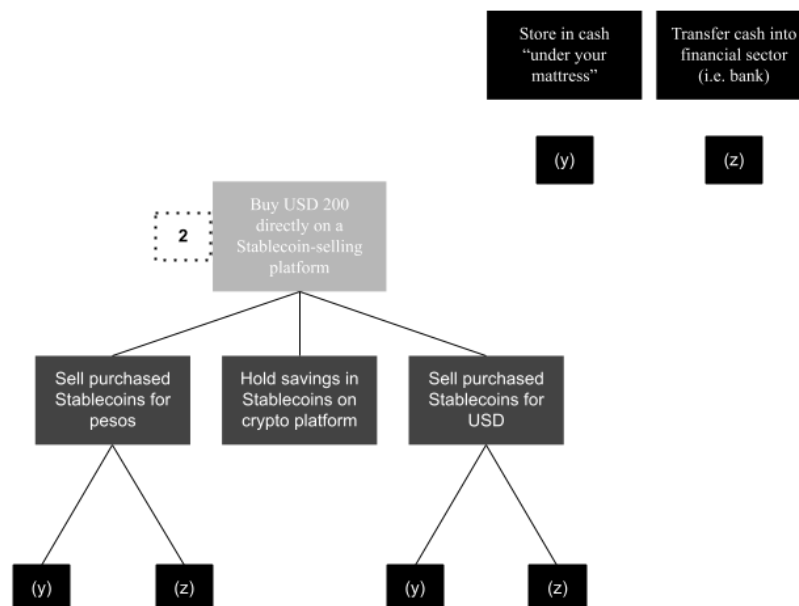 Store in cash
“under your
mattress”
Transfer cash into
financial sector
(i.e. bank)
(y)
(z)
2
Buy USD 200
directly on a
Stablecoin-selling
platform
Sell purchased
Stablecoins for
pesos
Hold savings in
Stablecoins on
crypto platform
Sell purchased
Stablecoins for
USD
(y)
(z)
(y)
(z)